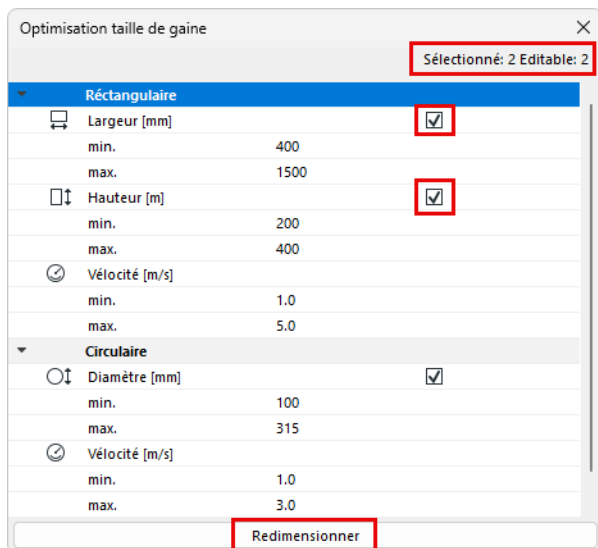 Optimisation taille de gaine
Sélectionné: 2 Editable: 2
Réctangulaire
Largeur [mm]
min. 400
max. 1500
Hauteur [m]
min. 200
max. 400
Vélocité [m/s]
min. 1.0
max. 5.0
Circulaire
Diamètre [mm]
min. 100
max. 315
Vélocité [m/s]
min. 1.0
max. 3.0
Redimensionner